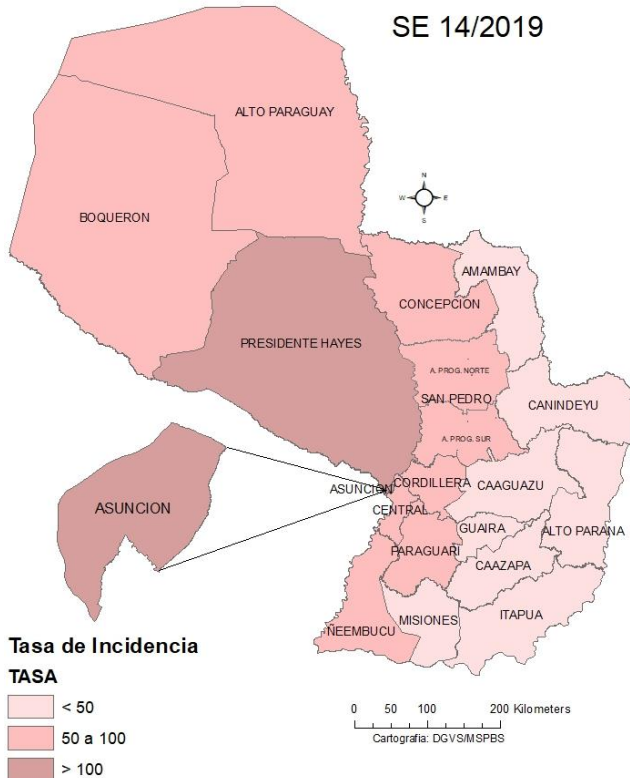 SE 14/2019
ALTO PARAGUAY
N
W E
S
BOQUERON
AMAMBAY
CONCEPCION
PRESIDENTE HAYES
A. PROG. NORTE
SAN PEDRO
CANINDEYU
A. PROG. SUR
CORDILLERA
CAAGUAZU
ASUNCION
ASUNCION
CENTRAL
GUAIRA
ALTO PARANA
PARAGUARI
CAAZAPA
MISIONES
ITAPUA
ÑEEMBUCU
Tasa de Incidencia
TASA
< 50
50 a 100
> 100
0 50 100 200 Kilometers
Cartografia: DGVS/MSPBS